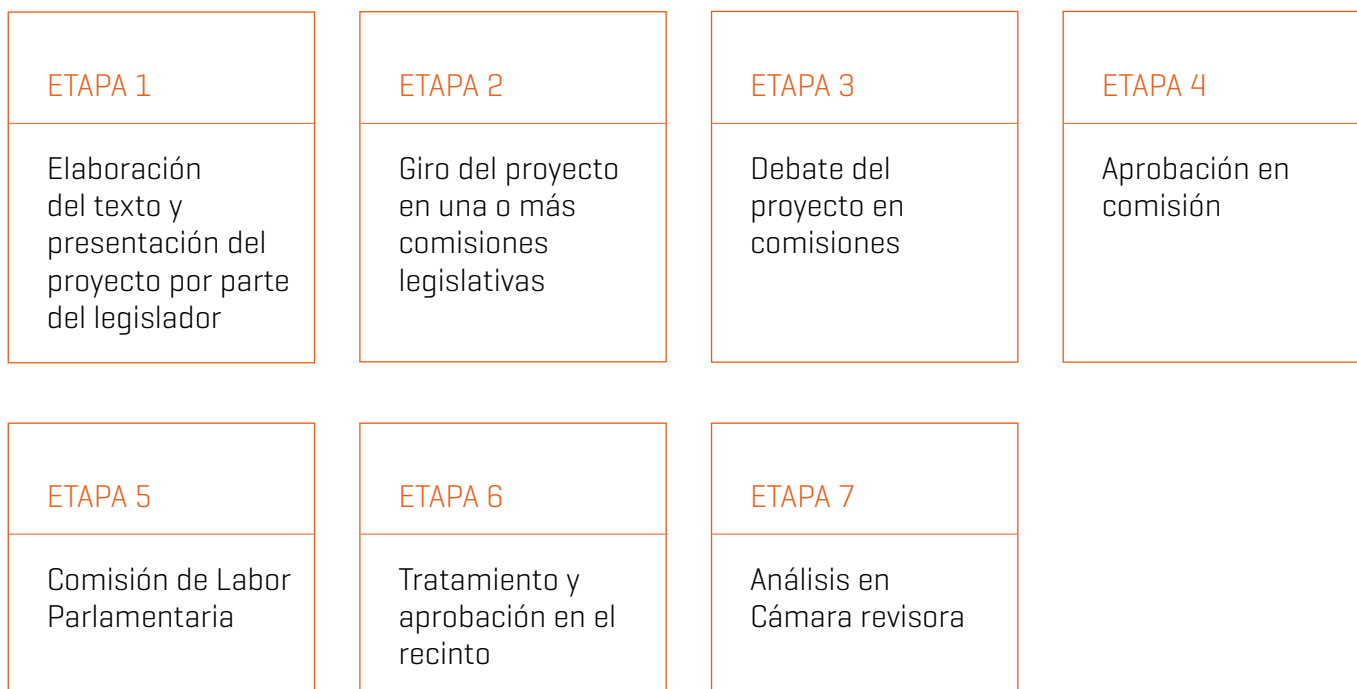 ETAPA 1
Elaboración
del texto y
presentación del
proyecto por parte
del legislador
ETAPA 2
Giro del proyecto
en una o más
comisiones
legislativas
ETAPA 3
Debate del
proyecto en
comisiones
ETAPA 4
Aprobación en
comisión
ETAPA 5
Comisión de Labor
Parlamentaria
ETAPA 6
Tratamiento y
aprobación en el
recinto
ETAPA 7
Análisis en
Cámara revisora